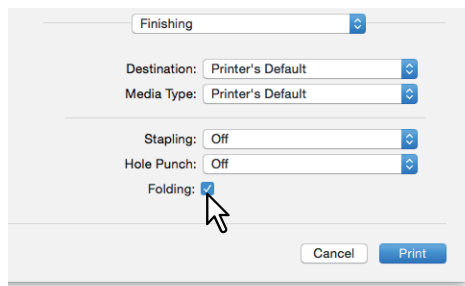 Finishing
Destination: Printer's Default
Media Type: Printer's Default
Stapling: Off
Hole Punch: Off
Folding:
Cancel Print